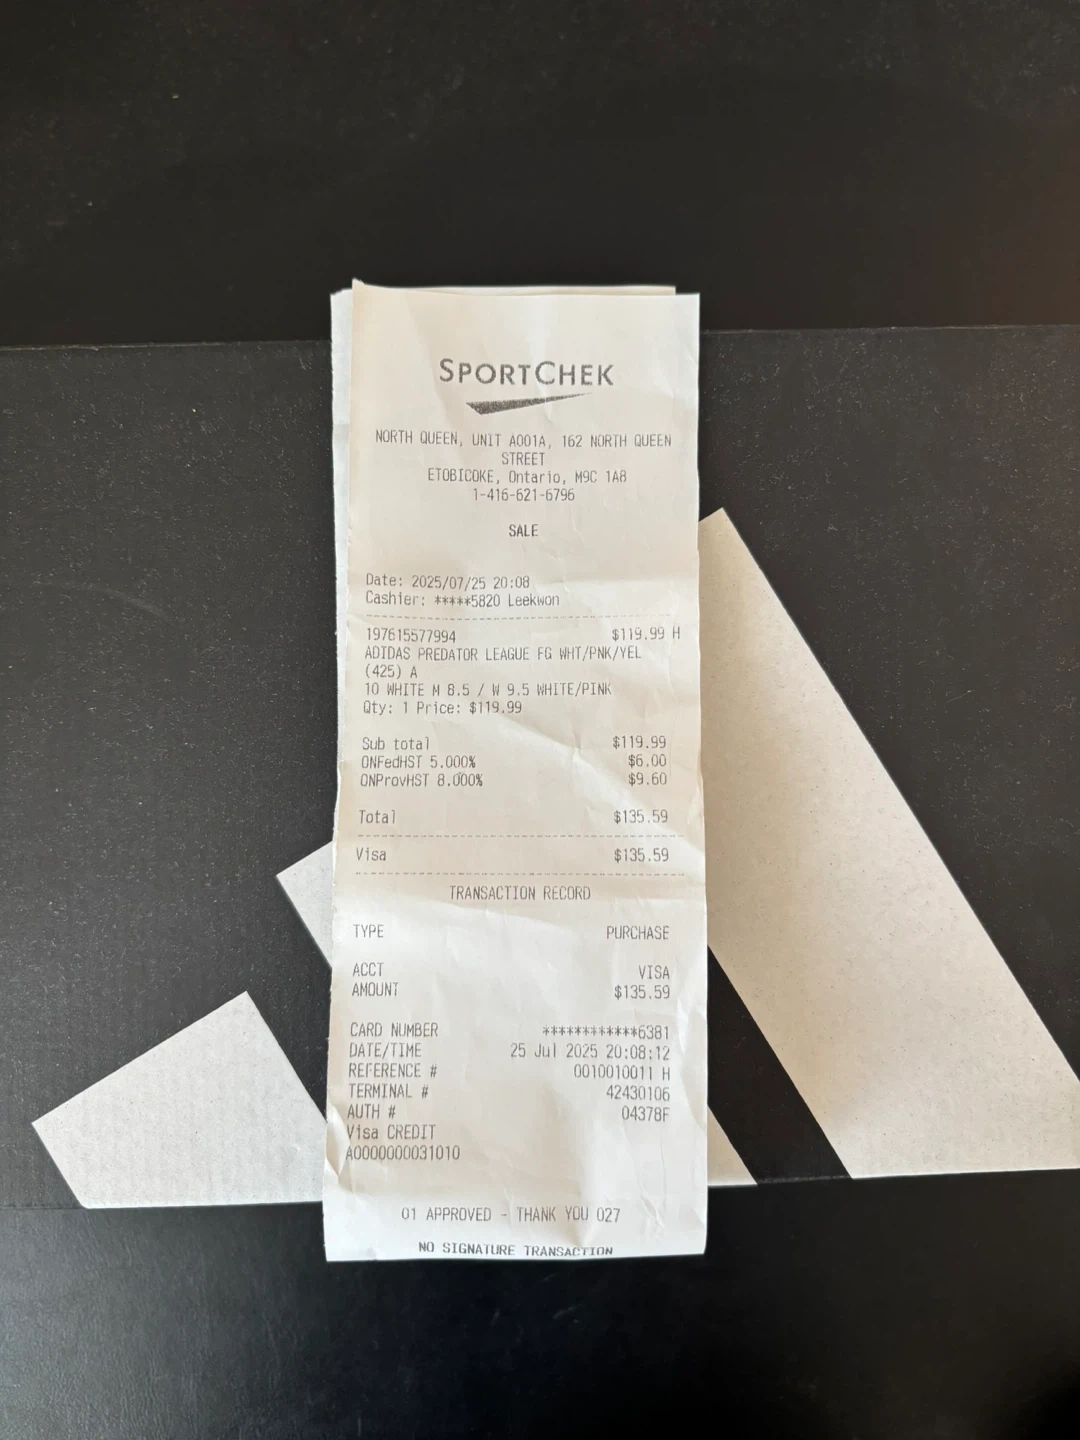 SPORTCHEK
NORTH QUEEN, UNIT A001A, 162 NORTH QUEEN
STREET
ETOBICOKE, Ontario, M9C 1A8
1-416-621-6796
SALE
Date: 2025/07/25 20:08
Cashier: *****5820 Leekwon
197615577994 $119.99 H
ADIDAS PREDATOR LEAGUE FG WHT/PNK/YEL
(425) A
10 WHITE M 8.5 / W 9.5 WHITE/PINK
Qty: 1 Price: $119.99
Sub total $119.99
ONFedHST 5.000% $6.00
ONProvHST 8.000% $9.60
Total $135.59
Visa $135.59
TRANSACTION RECORD
TYPE PURCHASE
ACCT VISA
AMOUNT $135.59
CARD NUMBER ************6381
DATE/TIME 25 Jul 2025 20:08:12
REFERENCE # 0010010011 H
TERMINAL # 42430106
AUTH # 04378F
Visa CREDIT
A0000000031010
01 APPROVED - THANK YOU 027
NO SIGNATURE TRANSACTION